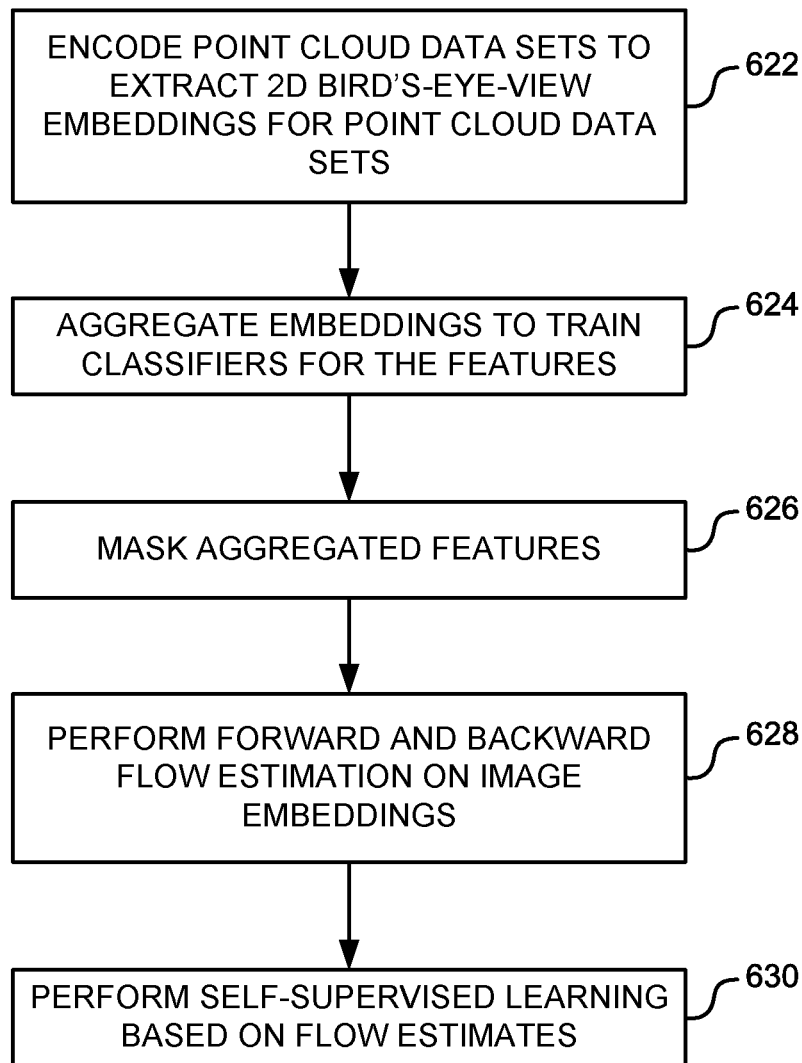 ENCODE POINT CLOUD DATA SETS TO
EXTRACT 2D BIRD'S-EYE-VIEW
EMBEDDINGS FOR POINT CLOUD DATA
SETS
622
AGGREGATE EMBEDDINGS TO TRAIN
CLASSIFIERS FOR THE FEATURES
624
MASK AGGREGATED FEATURES
626
PERFORM FORWARD AND BACKWARD
FLOW ESTIMATION ON IMAGE
EMBEDDINGS
628
PERFORM SELF-SUPERVISED LEARNING
BASED ON FLOW ESTIMATES
630